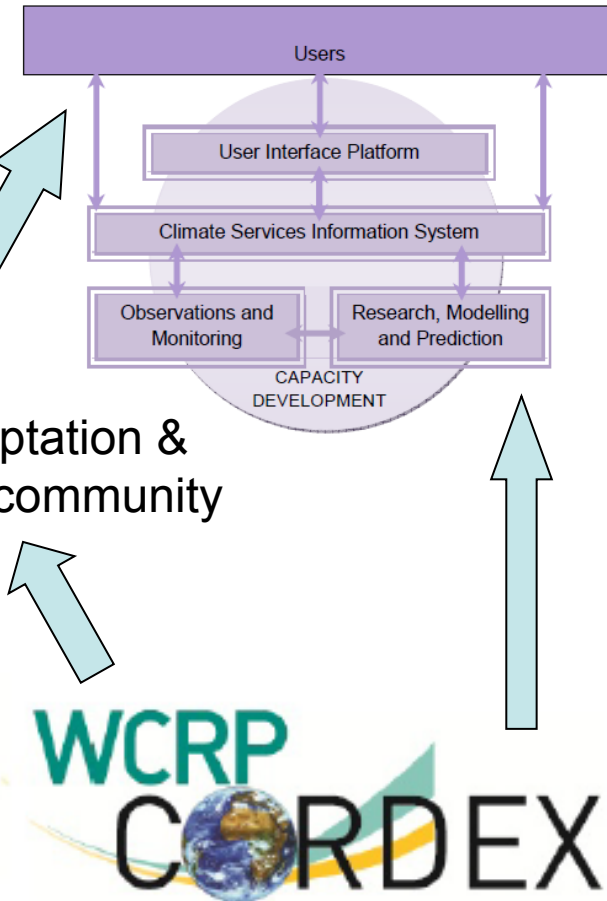 Users
User Interface Platform
Climate Services Information System
Observations and
Monitoring
Research, Modelling
and Prediction
CAPACITY
DEVELOPMENT
ptation &
community
WCRP
CORDEX